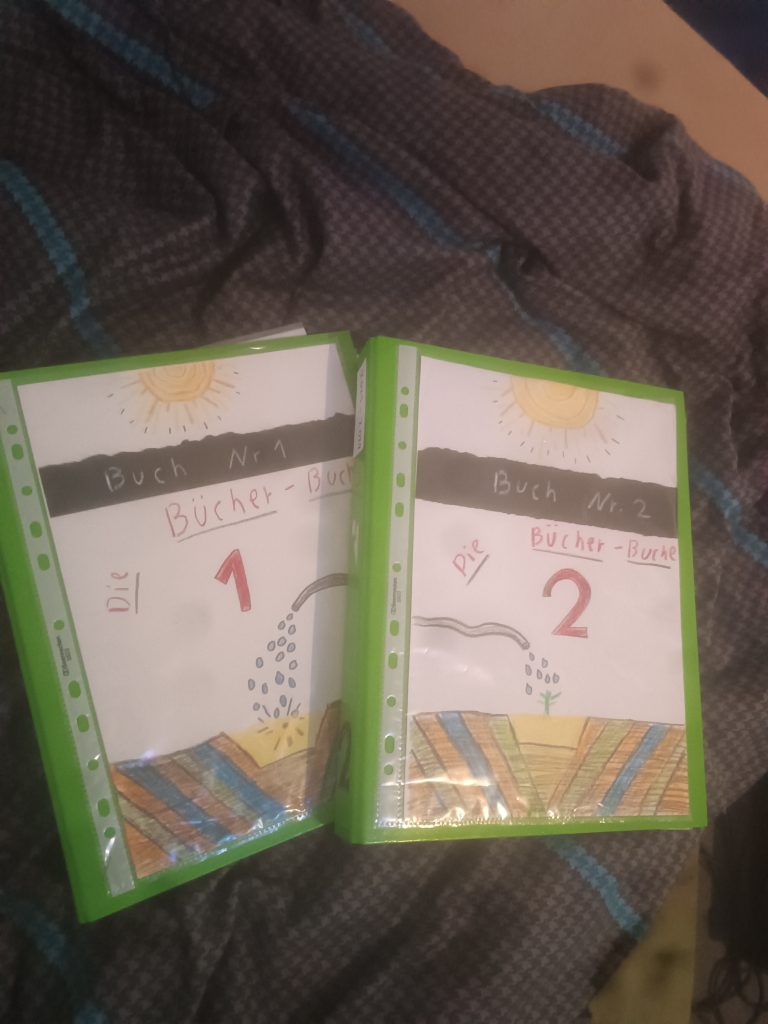 Buch Nr 1
Bücher - Buch
Die
1
Buch Nr. 2
Bücher - Buche
Die
2